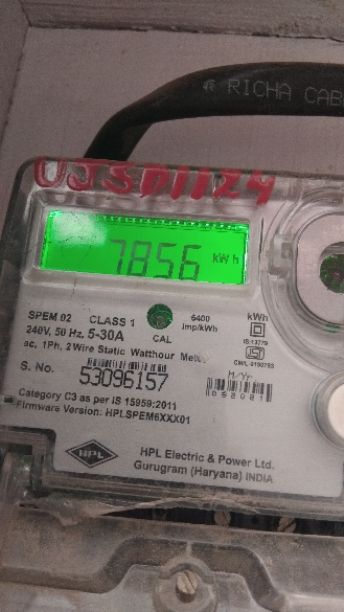 RICHA CAB
UJSD1124
7856 kWh
SPEM 02 CLASS 1
240V, 50 Hz. 5-30A
CAL
6400
imp/kWh
kWh
IS:13779
ac, 1Ph, 2 Wire Static Watthour Meter
S. No.
53096157
M/Yr
Category C3 as per IS 15959:2011
Firmware Version: HPLSPEM6XXX01
HPL
HPL Electric & Power Ltd.
Gurugram (Haryana) INDIA